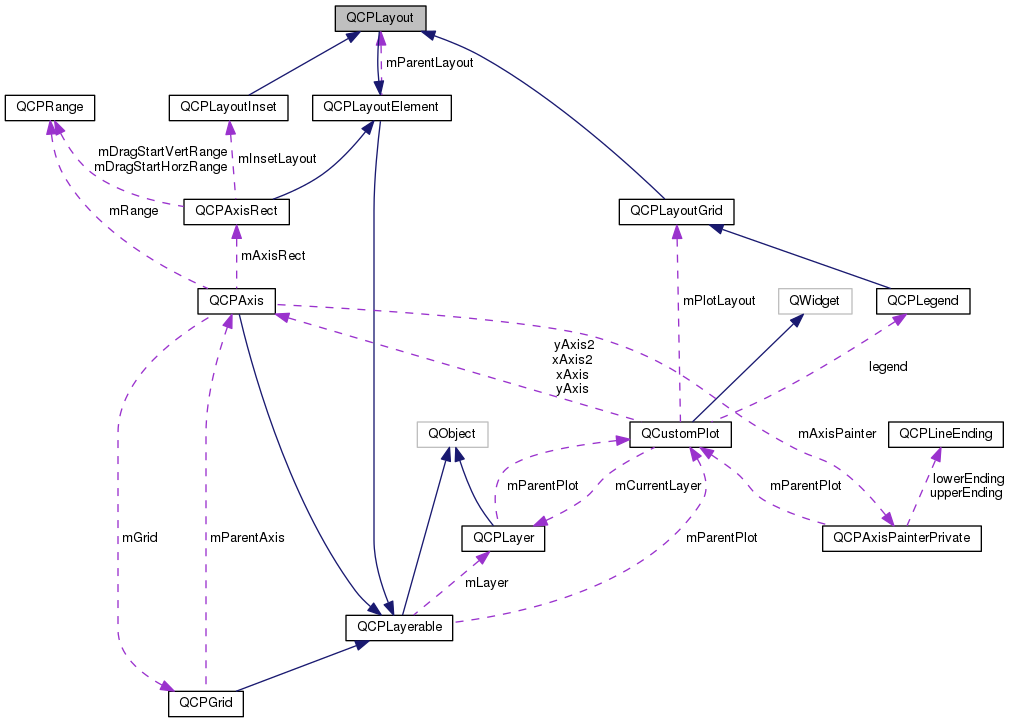 QCPLayout
mParentLayout
QCPRange
QCPLayoutInset
QCPLayoutElement
mDragStartVertRange
mDragStartHorzRange
mInsetLayout
mRange
QCPAxisRect
QCPLayoutGrid
mAxisRect
QCPAxis
mPlotLayout
QWidget
QCPLegend
yAxis2
xAxis2
xAxis
yAxis
legend
QObject
QCustomPlot
mAxisPainter
QCPLineEnding
mParentPlot
mCurrentLayer
mParentPlot
lowerEnding
upperEnding
mGrid
mParentAxis
QCPLayer
mParentPlot
QCPAxisPainterPrivate
mLayer
QCPLayerable
QCPGrid